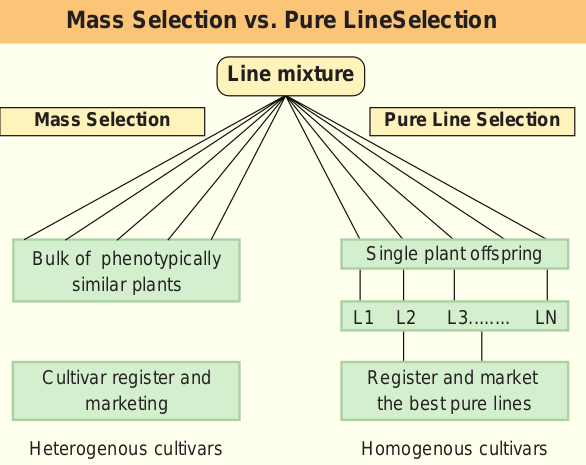 Mass Selection vs. Pure LineSelection
Line mixture
Mass Selection
Pure Line Selection
Bulk of phenotypically
similar plants
Single plant offspring
L1 L2 L3........ LN
Cultivar register and
marketing
Register and market
the best pure lines
Heterogenous cultivars
Homogenous cultivars